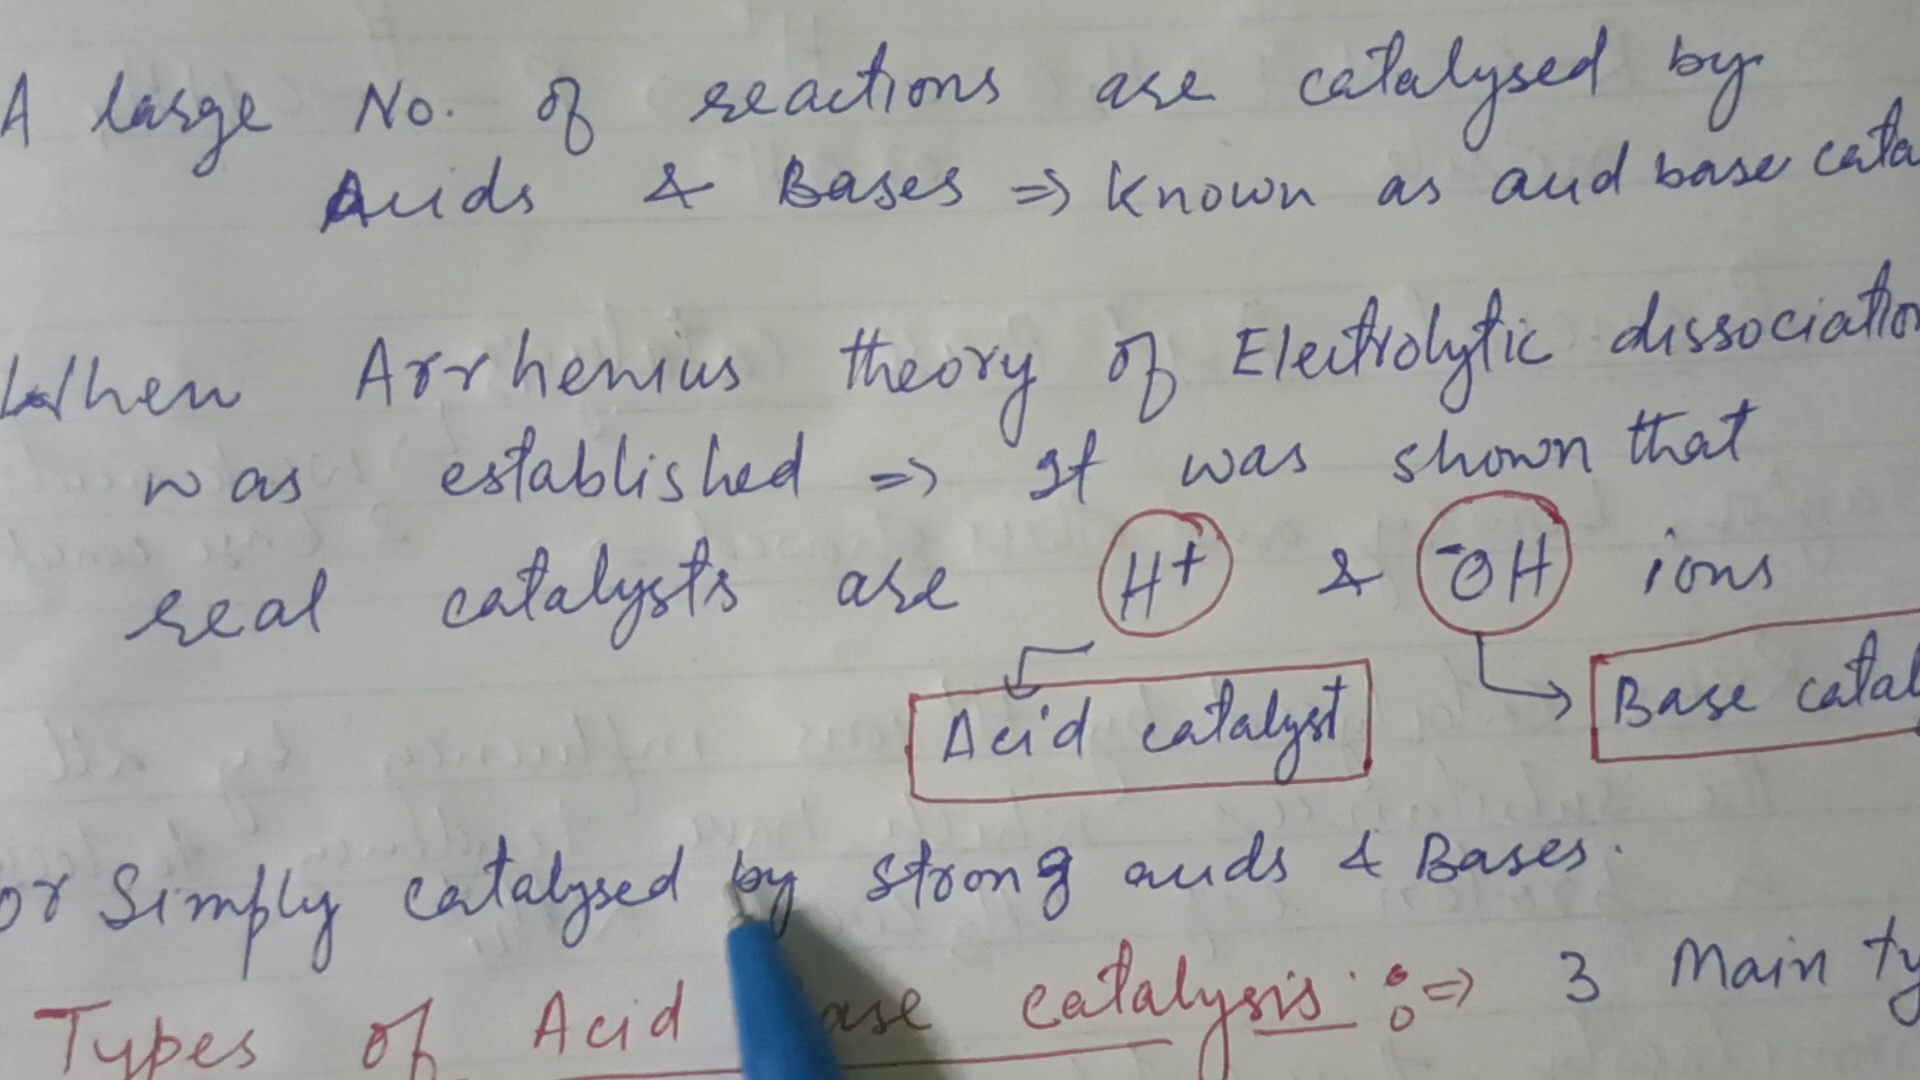 A large No. of reactions are catalysed by
Acids & Bases => Known as acid base cata
When Arrhenius theory of Electrolytic dissociation
was established => It was shown that
real catalysts are H+ & -OH ions
Acid catalyst Base catal
or Simply catalysed by strong acids & Bases.
Types of Acid ase catalysis :=> 3 Main ty